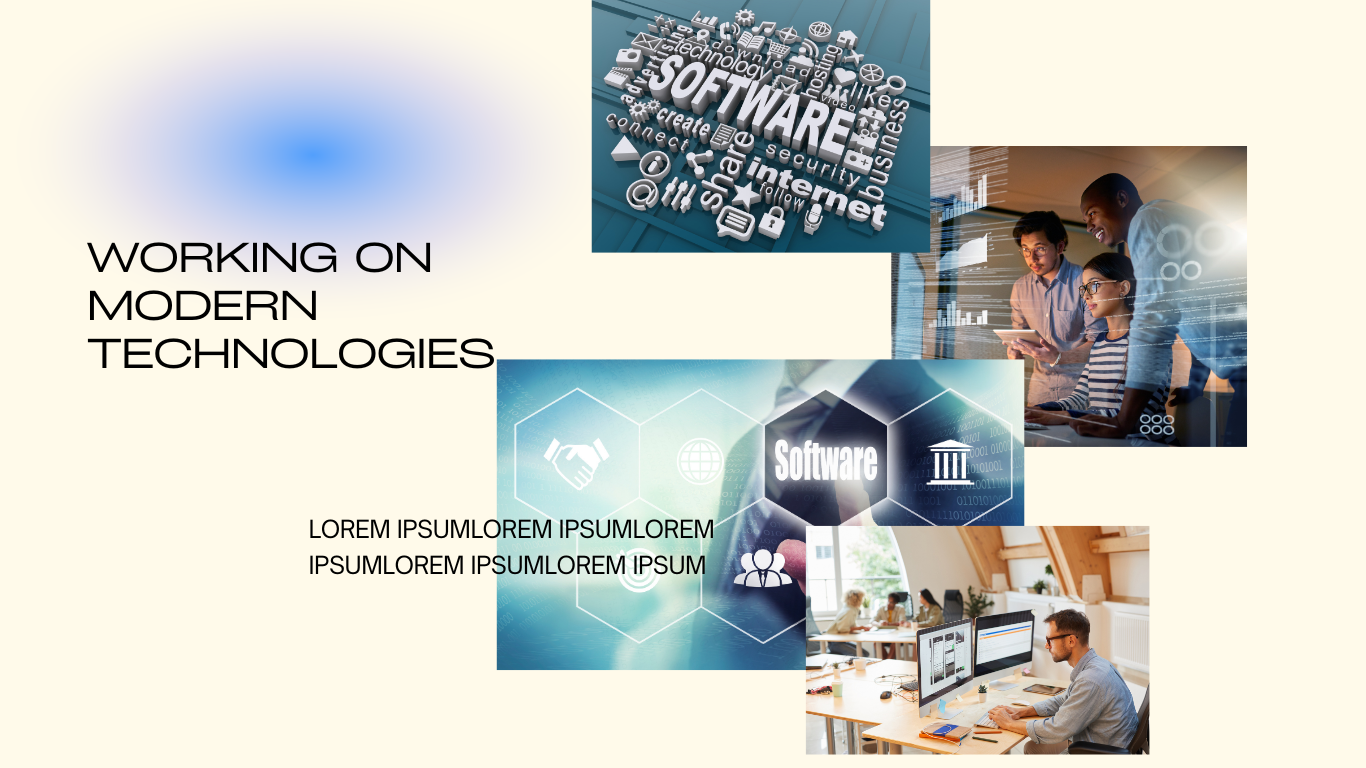 WORKING ON
MODERN
TECHNOLOGIES
technology
download
hosting
advertising
SOFTWARE
likes
video
create
connect
share
security
business
internet
follow
Software
LOREM IPSUMLOREM IPSUMLOREM
IPSUMLOREM IPSUMLOREM IPSUM